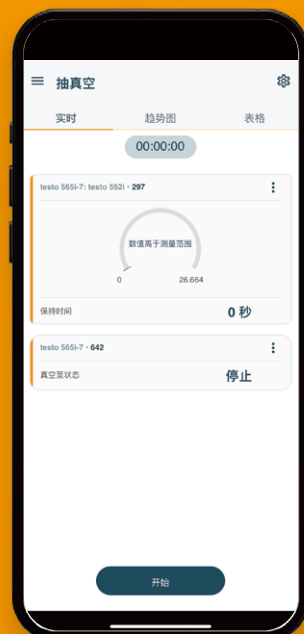 抽真空
实时 趋势图 表格
00:00:00
testo 565i-7: testo 552i · 297
数值高于测量范围
0 26.664
保持时间 0 秒
testo 565i-7 · 642
真空泵状态 停止
开始